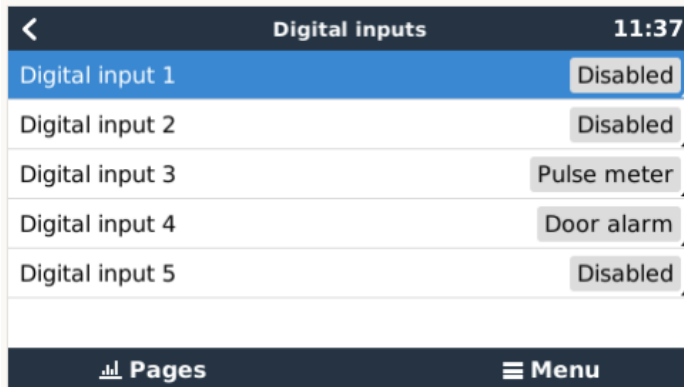 Digital inputs 11:37
Digital input 1 Disabled
Digital input 2 Disabled
Digital input 3 Pulse meter
Digital input 4 Door alarm
Digital input 5 Disabled
Pages Menu